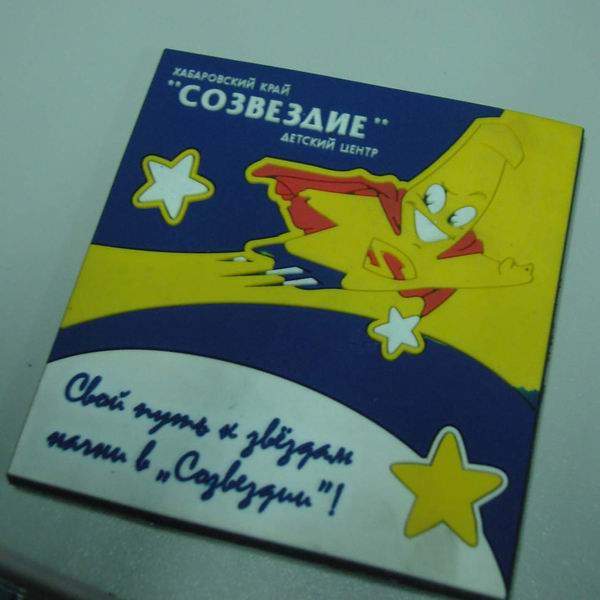 ХАБАРОВСКИЙ КРАЙ
"СОЗВЕЗДИЕ"
ДЕТСКИЙ ЦЕНТР
S
Свой путь к звёздам
начни в „Созвездии"!